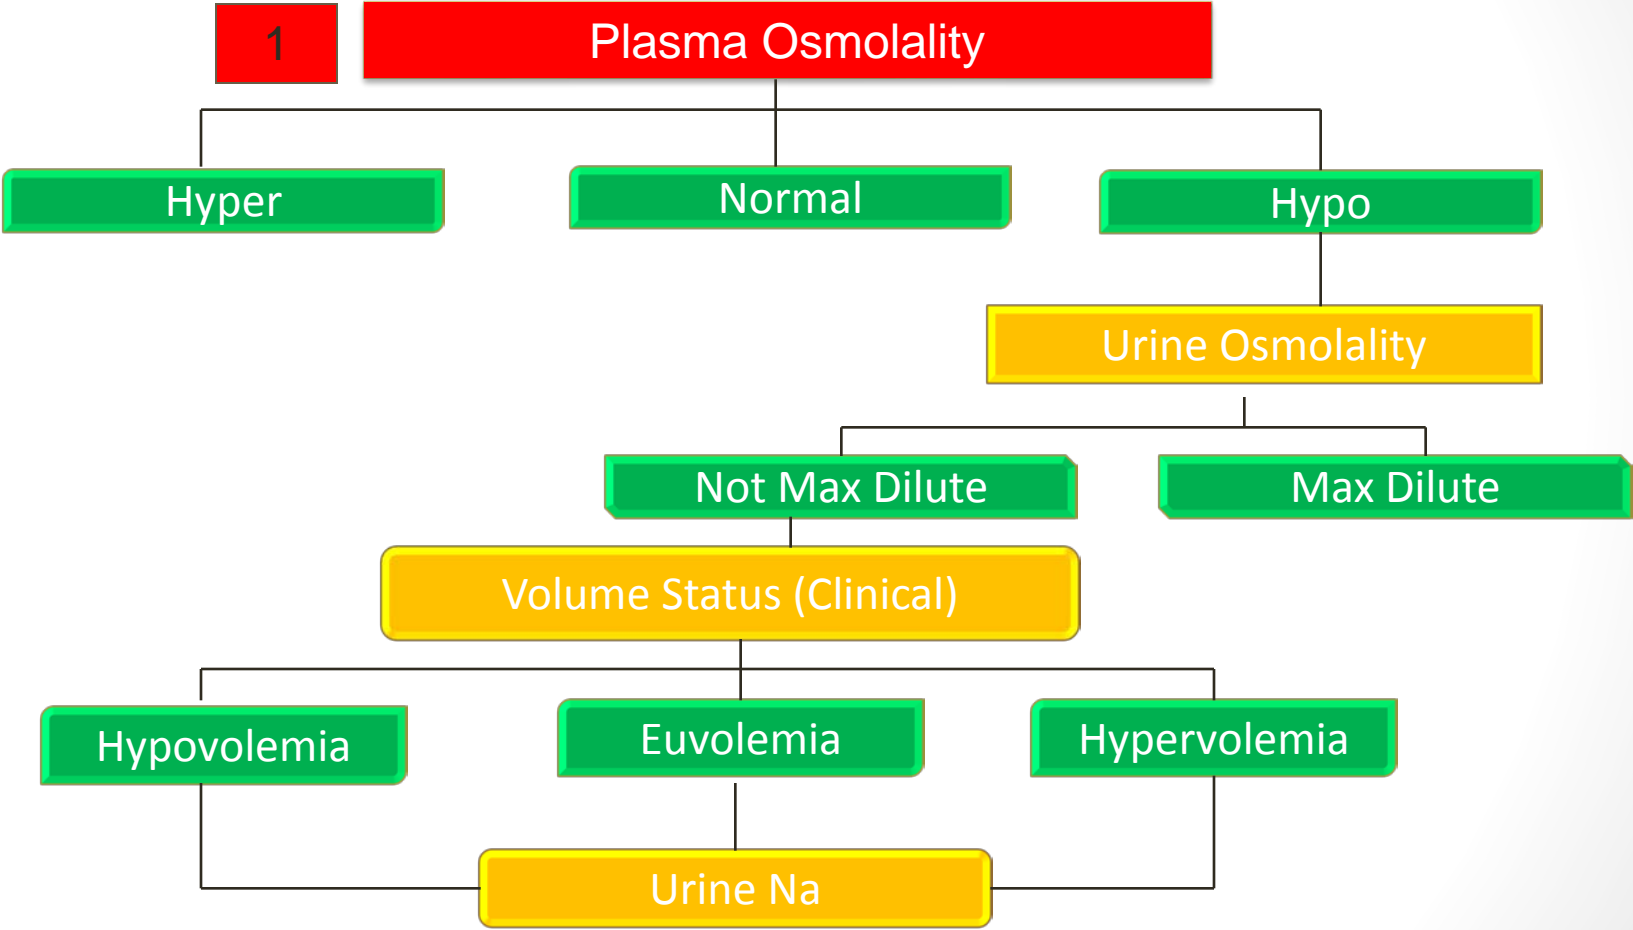 1
Plasma Osmolality
Hyper
Normal
Hypo
Urine Osmolality
Not Max Dilute
Max Dilute
Volume Status (Clinical)
Hypovolemia
Euvolemia
Hypervolemia
Urine Na